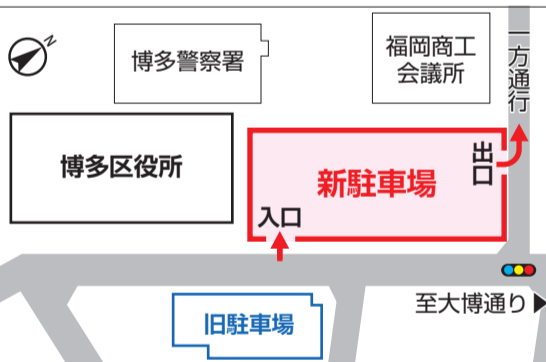 N
博多警察署
福岡商工
会議所
一方通行
博多区役所
新駐車場
出口
入口
旧駐車場
至大博通り▶